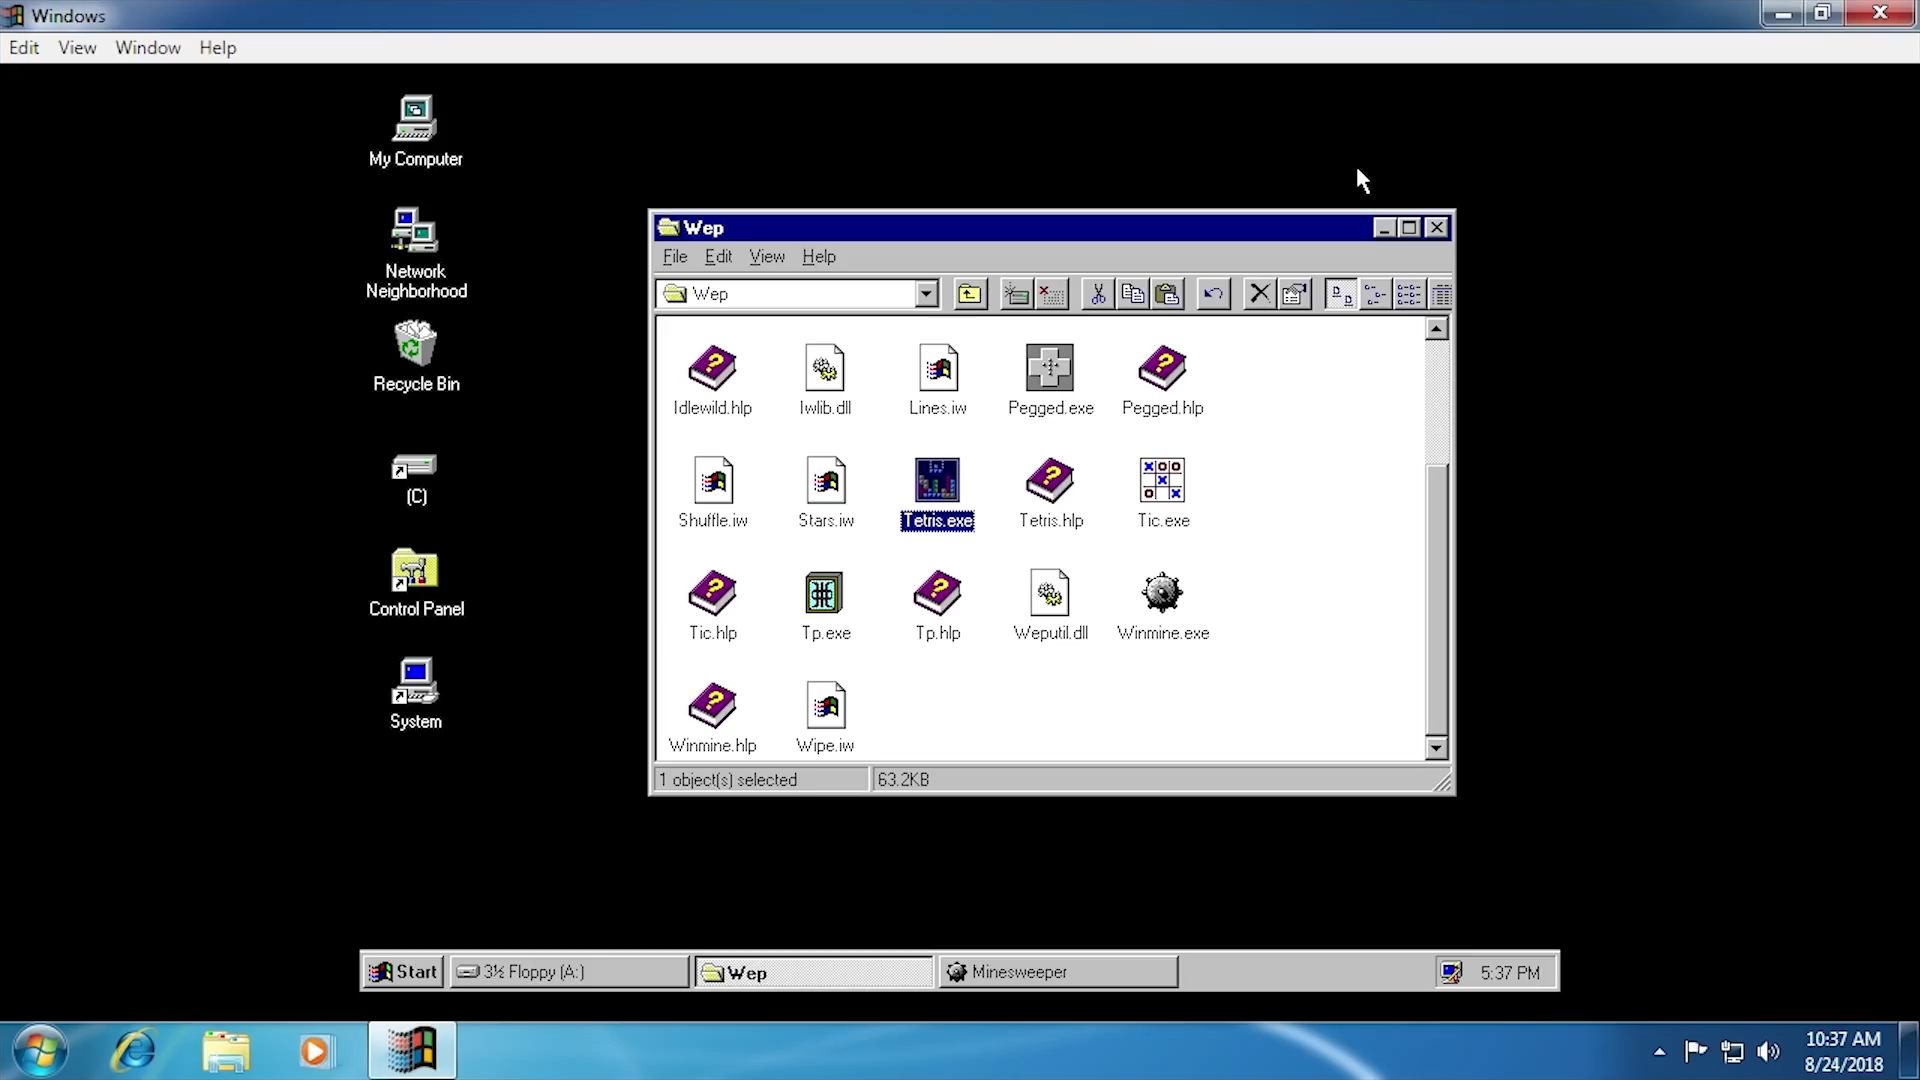 Windows
Edit View Window Help
My Computer
Network
Neighborhood
Recycle Bin
(C)
Control Panel
System
Wep
File Edit View Help
Wep
Idlewild.hlp Iwlib.dll Lines.iw Pegged.exe Pegged.hlp
Shuffle.iw Stars.iw Tetris.exe Tetris.hlp Tic.exe
Tic.hlp Tp.exe Tp.hlp Weputil.dll Winmine.exe
Winmine.hlp Wipe.iw
1 object(s) selected 63.2KB
Start 3½ Floppy (A:) Wep Minesweeper 5:37 PM
10:37 AM
8/24/2018